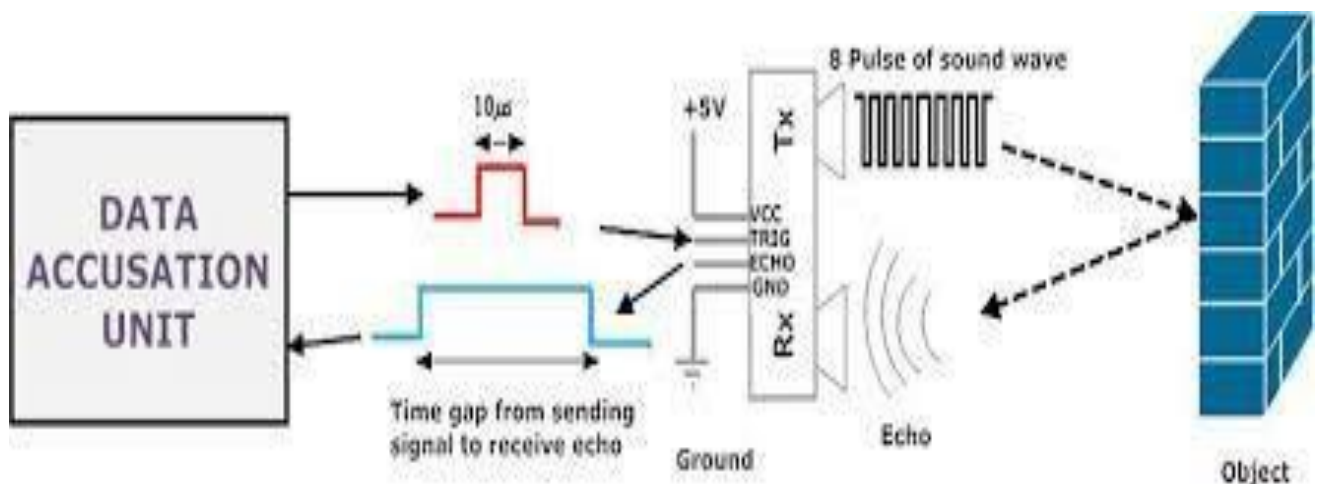 8 Pulse of sound wave
10μs
+5V
Tx
DATA
ACCUSATION
UNIT
VCC
TRIG
ECHO
GND
Rx
Time gap from sending
signal to receive echo
Ground
Echo
Object